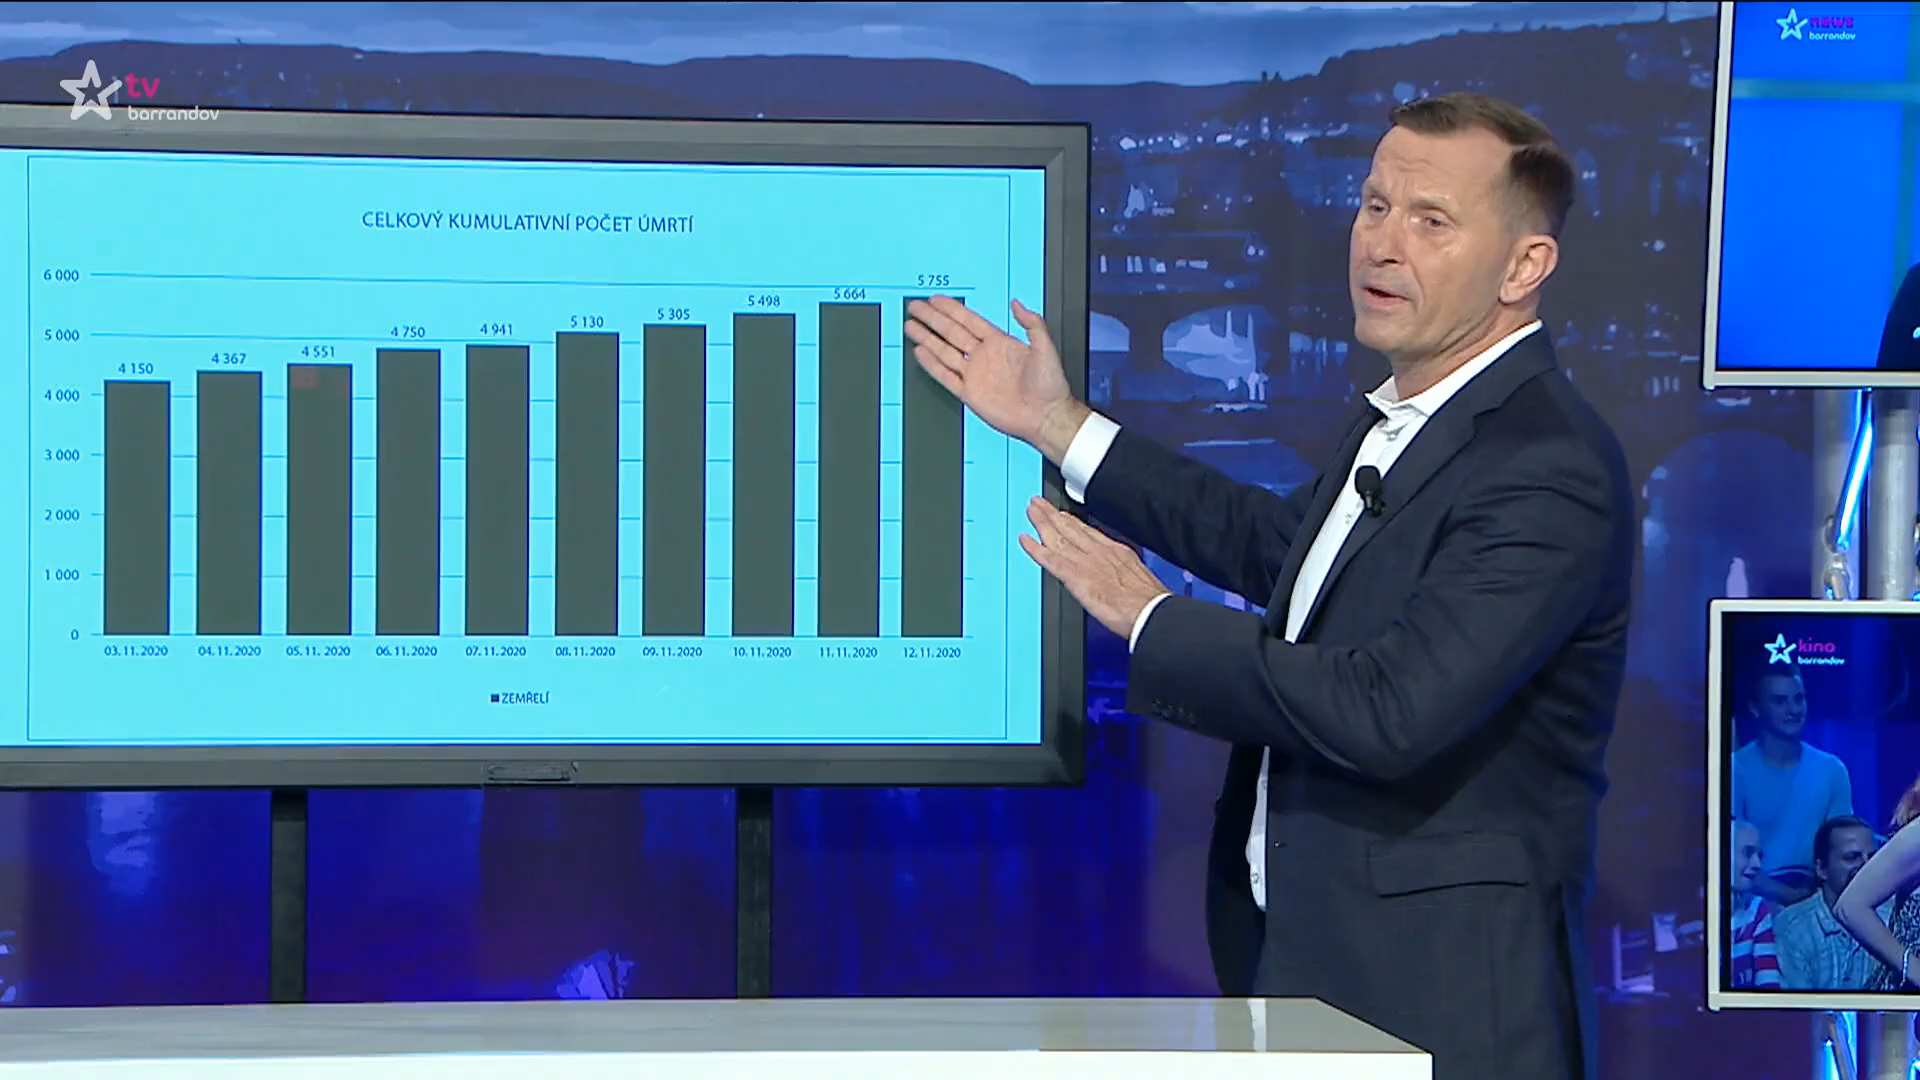 tv
barrandov
CELKOVÝ KUMULATIVNÍ POČET ÚMRTÍ
6 000
5 000
4 000
3 000
2 000
1 000
0
4 150
4 367
4 551
4 750
4 941
5 130
5 305
5 498
5 664
5 755
03. 11. 2020
04. 11. 2020
05. 11. 2020
06. 11. 2020
07. 11. 2020
08. 11. 2020
09. 11. 2020
10. 11. 2020
11. 11. 2020
12. 11. 2020
ZEMŘELÍ
news
barrandov
kino
barrandov